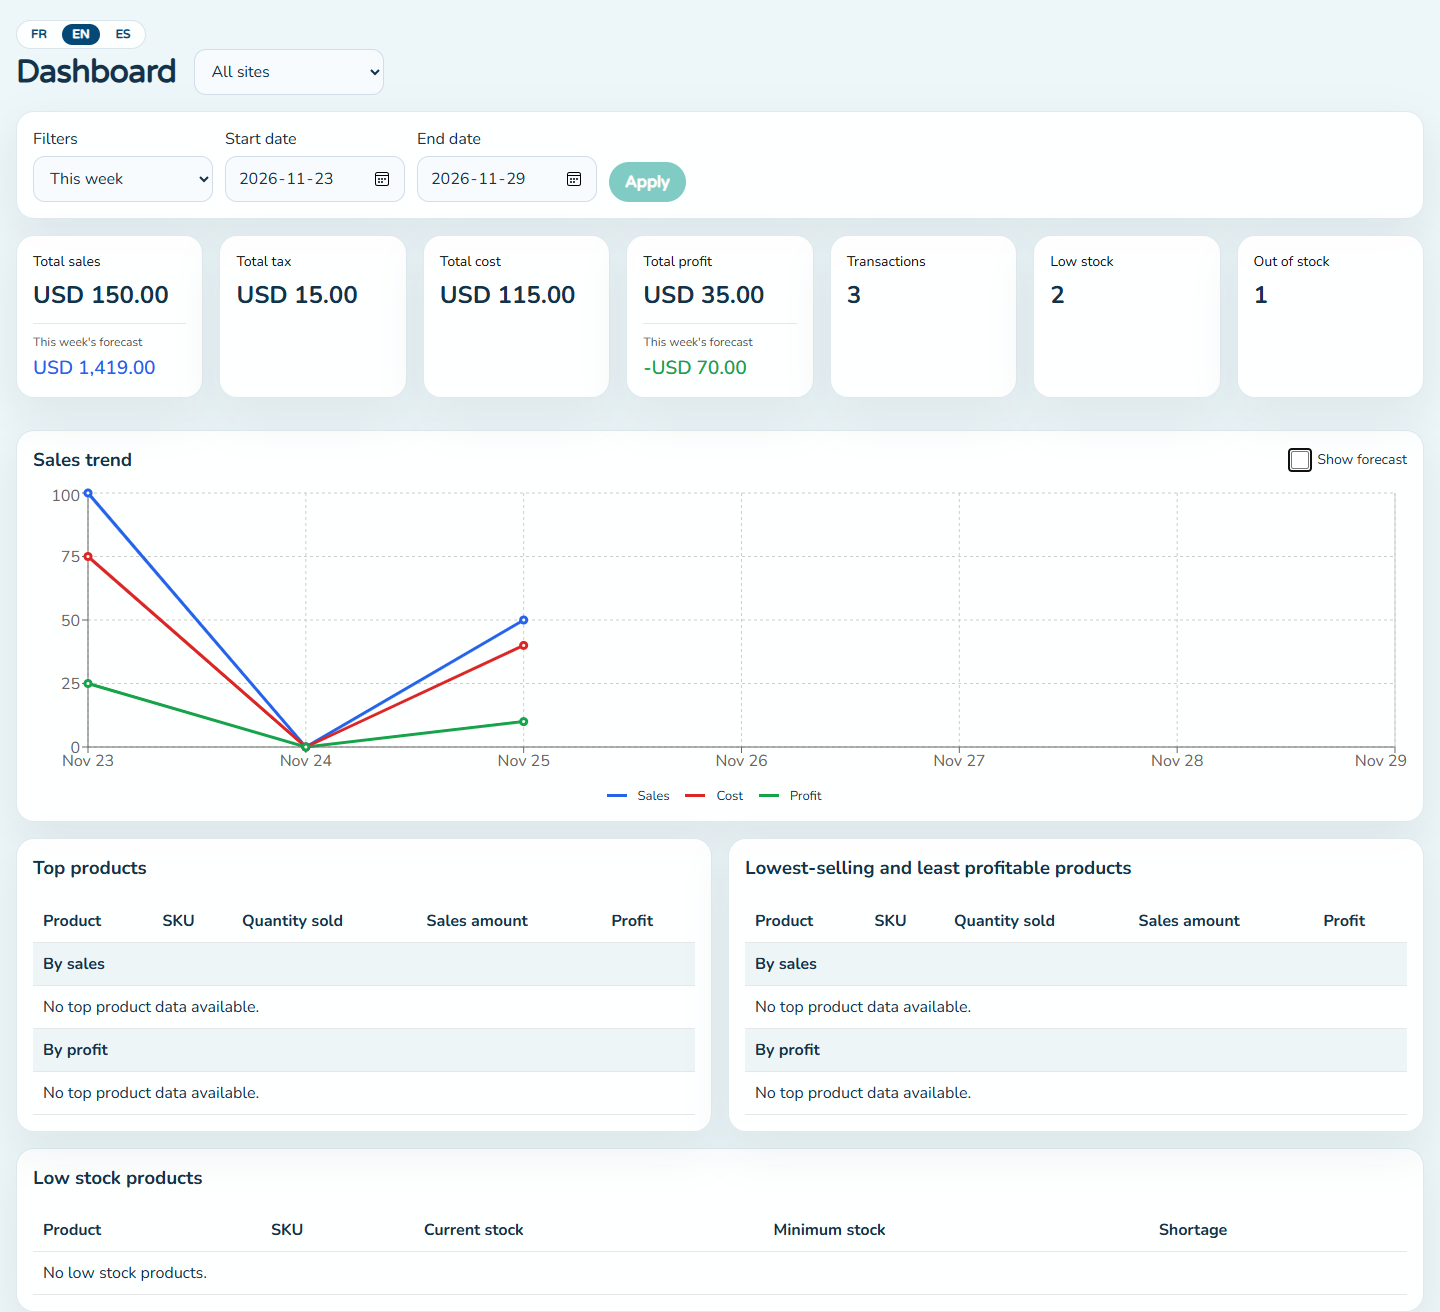 FR EN ES
Dashboard All sites
Filters Start date End date
This week 2026-11-23 2026-11-29 Apply
Total sales Total tax Total cost Total profit Transactions Low stock Out of stock
USD 150.00 USD 15.00 USD 115.00 USD 35.00 3 2 1
This week's forecast This week's forecast
USD 1,419.00 -USD 70.00
Sales trend Show forecast
100
75
50
25
0
Nov 23 Nov 24 Nov 25 Nov 26 Nov 27 Nov 28 Nov 29
Sales Cost Profit
Top products
Product SKU Quantity sold Sales amount Profit
By sales
No top product data available.
By profit
No top product data available.
Lowest-selling and least profitable products
Product SKU Quantity sold Sales amount Profit
By sales
No top product data available.
By profit
No top product data available.
Low stock products
Product SKU Current stock Minimum stock Shortage
No low stock products.